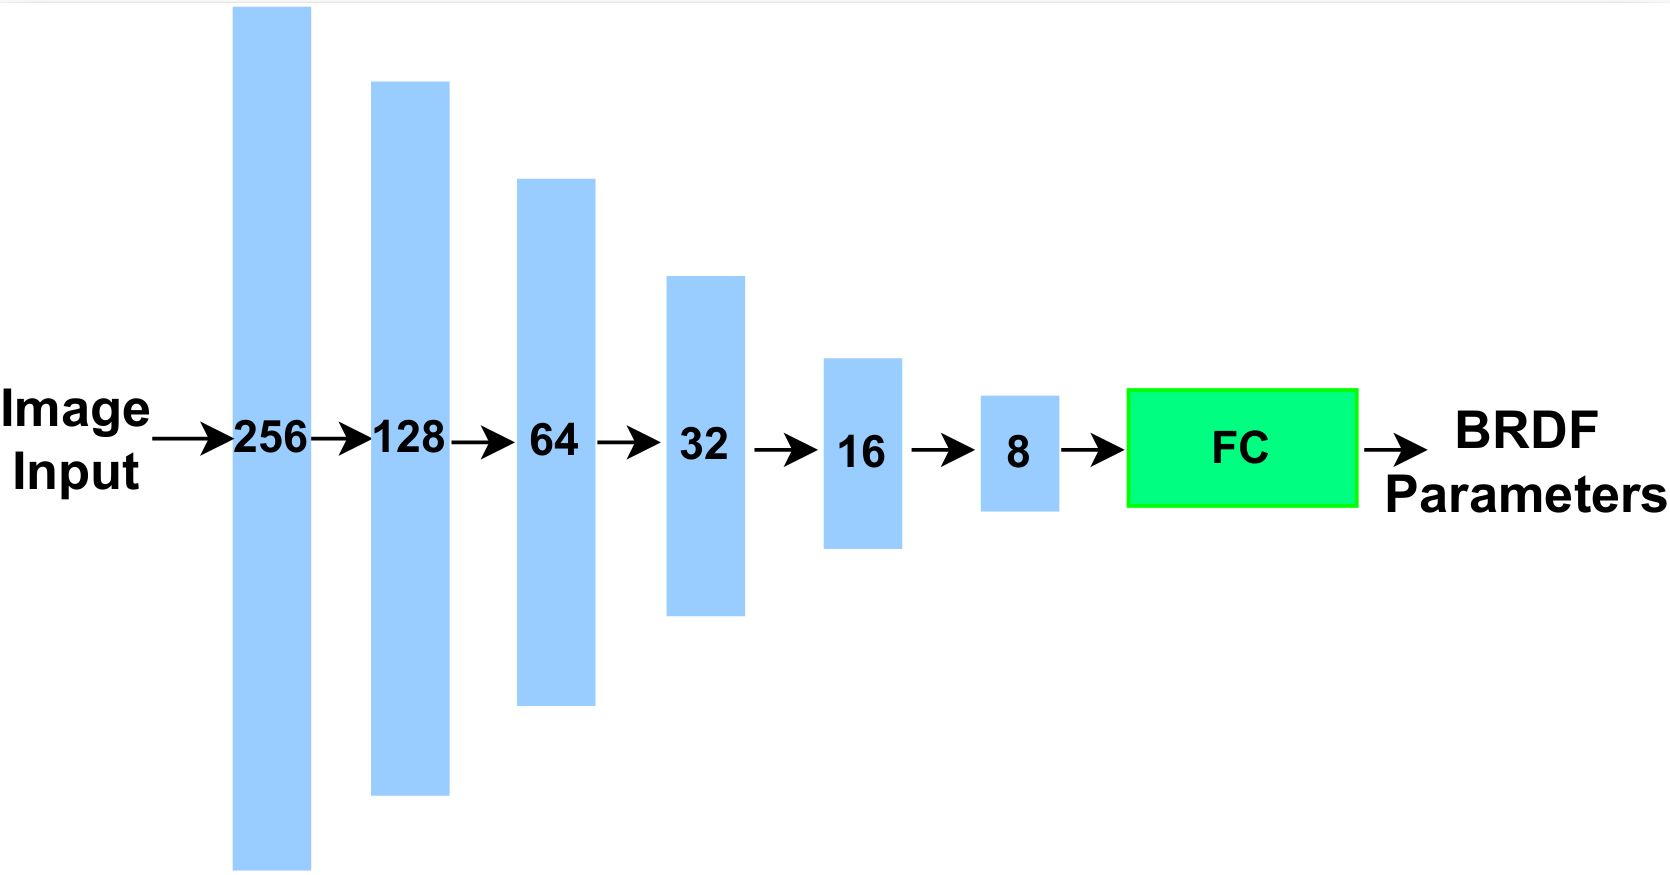 Image
Input
256
128
64
32
16
8
FC
BRDF
Parameters